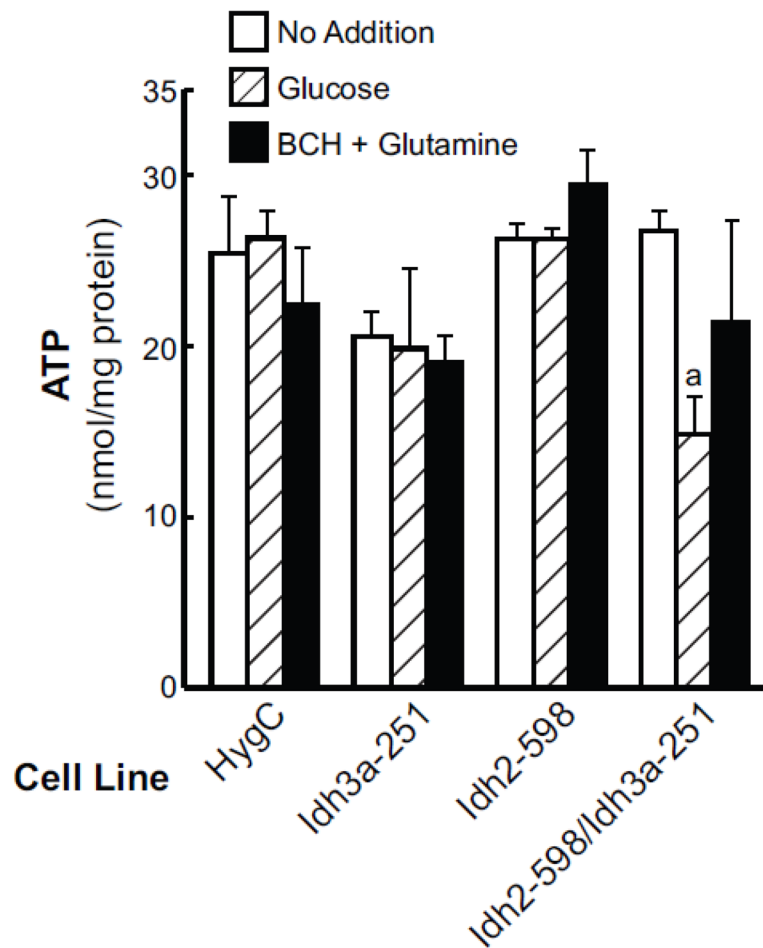 No Addition
Glucose
BCH + Glutamine
35
30
20
10
0
ATP
(nmol/mg protein)
a
Cell Line
HygC
Idh3a-251
Idh2-598
Idh2-598/Idh3a-251